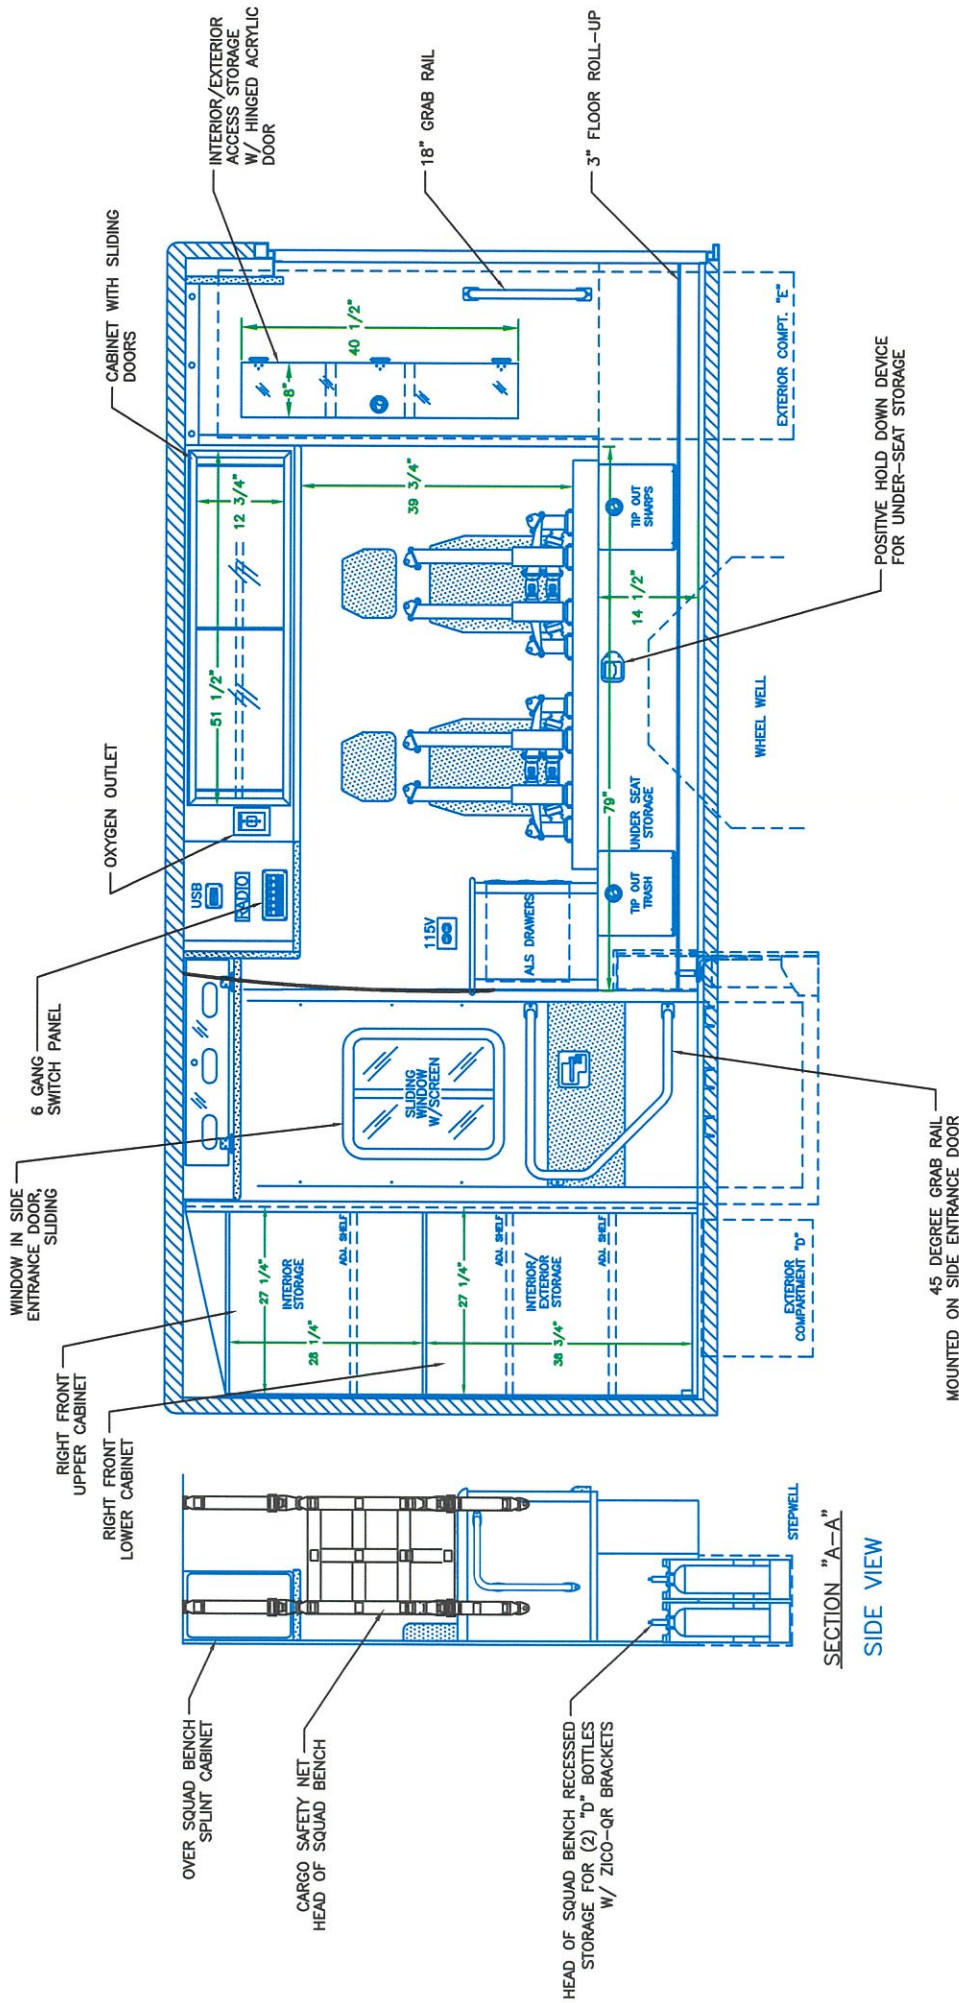 WINDOW IN SIDE
ENTRANCE DOOR,
SLIDING
6 GANG
SWITCH PANEL
OXYGEN OUTLET
CABINET WITH SLIDING
DOORS
INTERIOR/EXTERIOR
ACCESS STORAGE
W/ HINGED ACRYLIC
DOOR
RIGHT FRONT
UPPER CABINET
RIGHT FRONT
LOWER CABINET
OVER SQUAD BENCH
SPLINT CABINET
CARGO SAFETY NET
HEAD OF SQUAD BENCH
HEAD OF SQUAD BENCH RECESSED
STORAGE FOR (2) "D" BOTTLES
W/ ZICO-QR BRACKETS
STEPWELL
SECTION "A-A"
SIDE VIEW
27 1/4"
INTERIOR
STORAGE
28 1/4"
ADJ. SHELF
27 1/4"
ADJ. SHELF
INTERIOR/
EXTERIOR
STORAGE
38 3/4"
ADJ. SHELF
EXTERIOR
COMPARTMENT "D"
SLIDING
WINDOW
W/SCREEN
USB
RADIO
115V
ALS DRAWERS
51 1/2"
12 3/4"
39 3/4"
8"
40 1/2"
79"
14 1/2"
UNDER SEAT
STORAGE
TIP OUT
TRASH
TIP OUT
SHARPS
WHEEL WELL
EXTERIOR COMPT. "E"
18" GRAB RAIL
3" FLOOR ROLL-UP
POSITIVE HOLD DOWN DEVICE
FOR UNDER-SEAT STORAGE
45 DEGREE GRAB RAIL
MOUNTED ON SIDE ENTRANCE DOOR